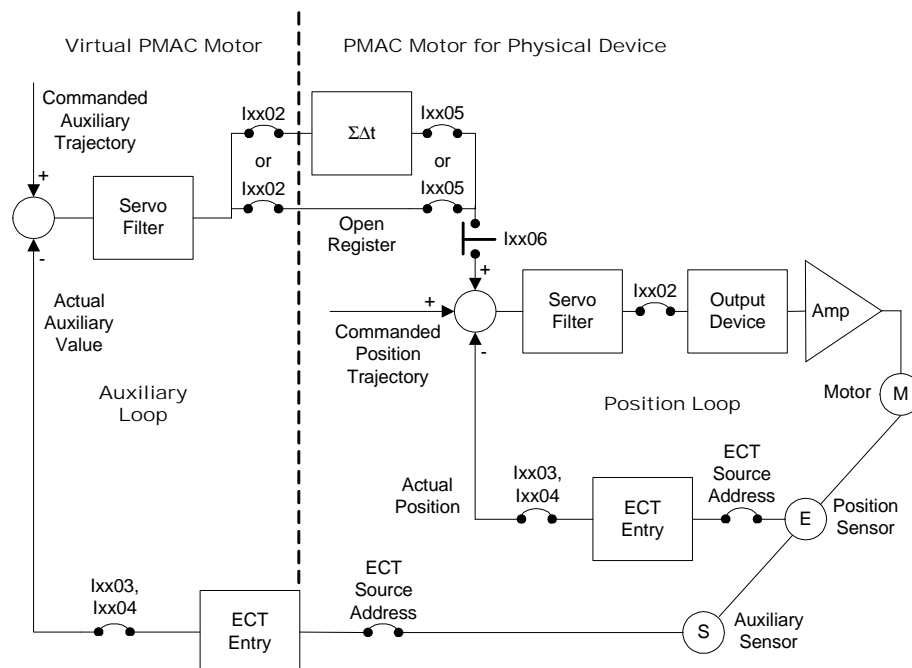 Virtual PMAC Motor
PMAC Motor for Physical Device
Commanded
Auxiliary
Trajectory
Ixx02
ΣΔt
Ixx05
or
or
+
Servo
Filter
Ixx02
Ixx05
Open
Register
Ixx06
-
+
Actual
Auxiliary
Value
+
Commanded
Position
Trajectory
-
Servo
Filter
Ixx02
Output
Device
Amp
Auxiliary
Loop
Position Loop
Motor
M
Actual
Position
Ixx03,
Ixx04
ECT
Entry
ECT
Source
Address
E
Position
Sensor
Ixx03,
Ixx04
ECT
Entry
ECT
Source
Address
S
Auxiliary
Sensor